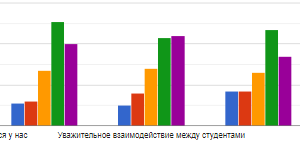 ся у нас Уважительное взаимодействие между студентами